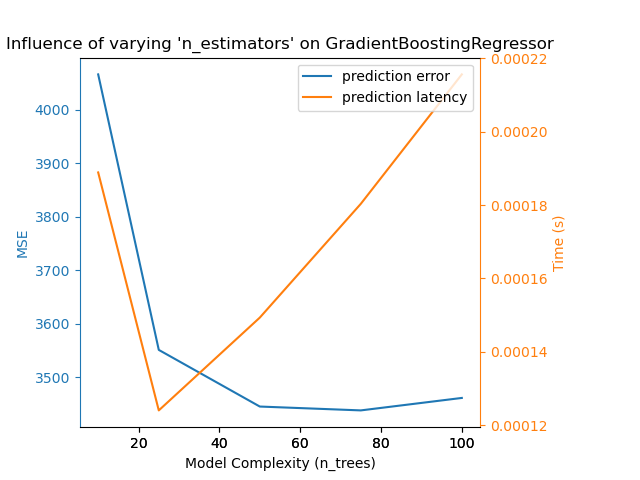 Influence of varying 'n_estimators' on GradientBoostingRegressor
prediction error
prediction latency
4000
3900
3800
3700
3600
3500
MSE
0.00022
0.00020
0.00018
0.00016
0.00014
0.00012
Time (s)
20 40 60 80 100
Model Complexity (n_trees)